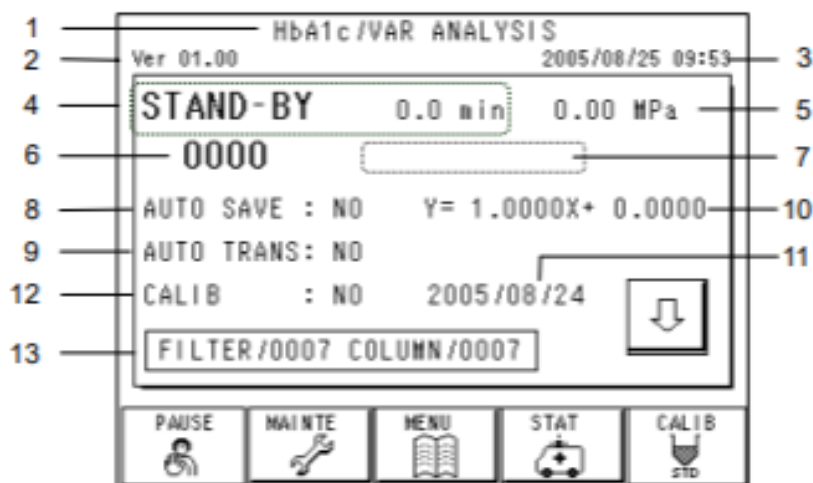 1 HbA1c/VAR ANALYSIS
2 Ver 01.00 2005/08/25 09:53 3
4 STAND-BY 0.0 min 0.00 MPa 5
6 0000 7
8 AUTO SAVE : NO Y= 1.0000X+ 0.0000 10
9 AUTO TRANS: NO 11
12 CALIB : NO 2005/08/24
13 FILTER/0007 COLUMN/0007
PAUSE MAINTE MENU STAT CALIB
STD